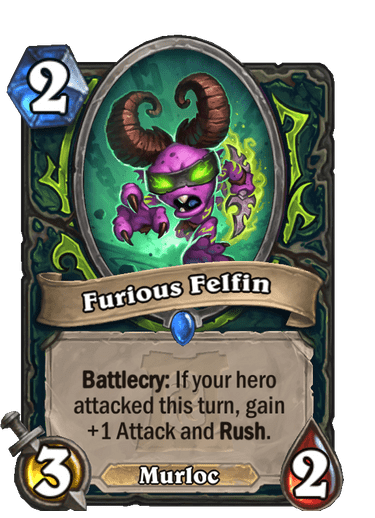 2
Furious Felfin
Battlecry: If your hero
attacked this turn, gain
+1 Attack and Rush.
3
Murloc
2